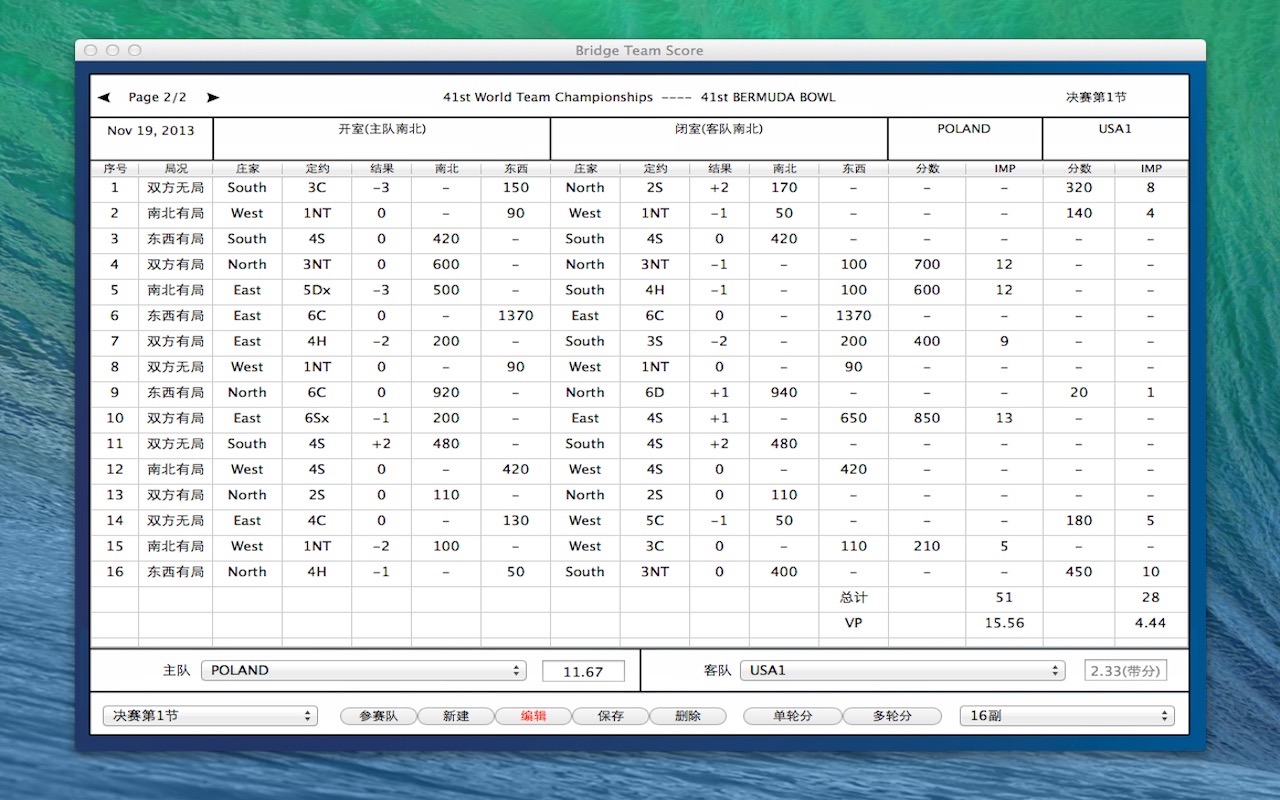 Bridge Team Score
◀ Page 2/2 ▶ 41st World Team Championships ---- 41st BERMUDA BOWL 决赛第1节
Nov 19, 2013 开室(主队南北) 闭室(客队南北) POLAND USA1
序号 局况 庄家 定约 结果 南北 东西 庄家 定约 结果 南北 东西 分数 IMP 分数 IMP
1 双方无局 South 3C -3 - 150 North 2S +2 170 - - - 320 8
2 南北有局 West 1NT 0 - 90 West 1NT -1 50 - - - 140 4
3 东西有局 South 4S 0 420 - South 4S 0 420 - - - - -
4 双方有局 North 3NT 0 600 - North 3NT -1 - 100 700 12 - -
5 南北有局 East 5Dx -3 500 - South 4H -1 - 100 600 12 - -
6 东西有局 East 6C 0 - 1370 East 6C 0 - 1370 - - - -
7 双方有局 East 4H -2 200 - South 3S -2 - 200 400 9 - -
8 双方无局 West 1NT 0 - 90 West 1NT 0 - 90 - - - -
9 东西有局 North 6C 0 920 - North 6D +1 940 - - - 20 1
10 双方有局 East 6Sx -1 200 - East 4S +1 - 650 850 13 - -
11 双方无局 South 4S +2 480 - South 4S +2 480 - - - - -
12 南北有局 West 4S 0 - 420 West 4S 0 - 420 - - - -
13 双方有局 North 2S 0 110 - North 2S 0 110 - - - - -
14 双方无局 East 4C 0 - 130 West 5C -1 50 - - - 180 5
15 南北有局 West 1NT -2 100 - West 3C 0 - 110 210 5 - -
16 东西有局 North 4H -1 - 50 South 3NT 0 400 - - - 450 10
总计 51 28
VP 15.56 4.44
主队 POLAND 11.67 客队 USA1 2.33(带分)
决赛第1节 参赛队 新建 编辑 保存 删除 单轮分 多轮分 16副